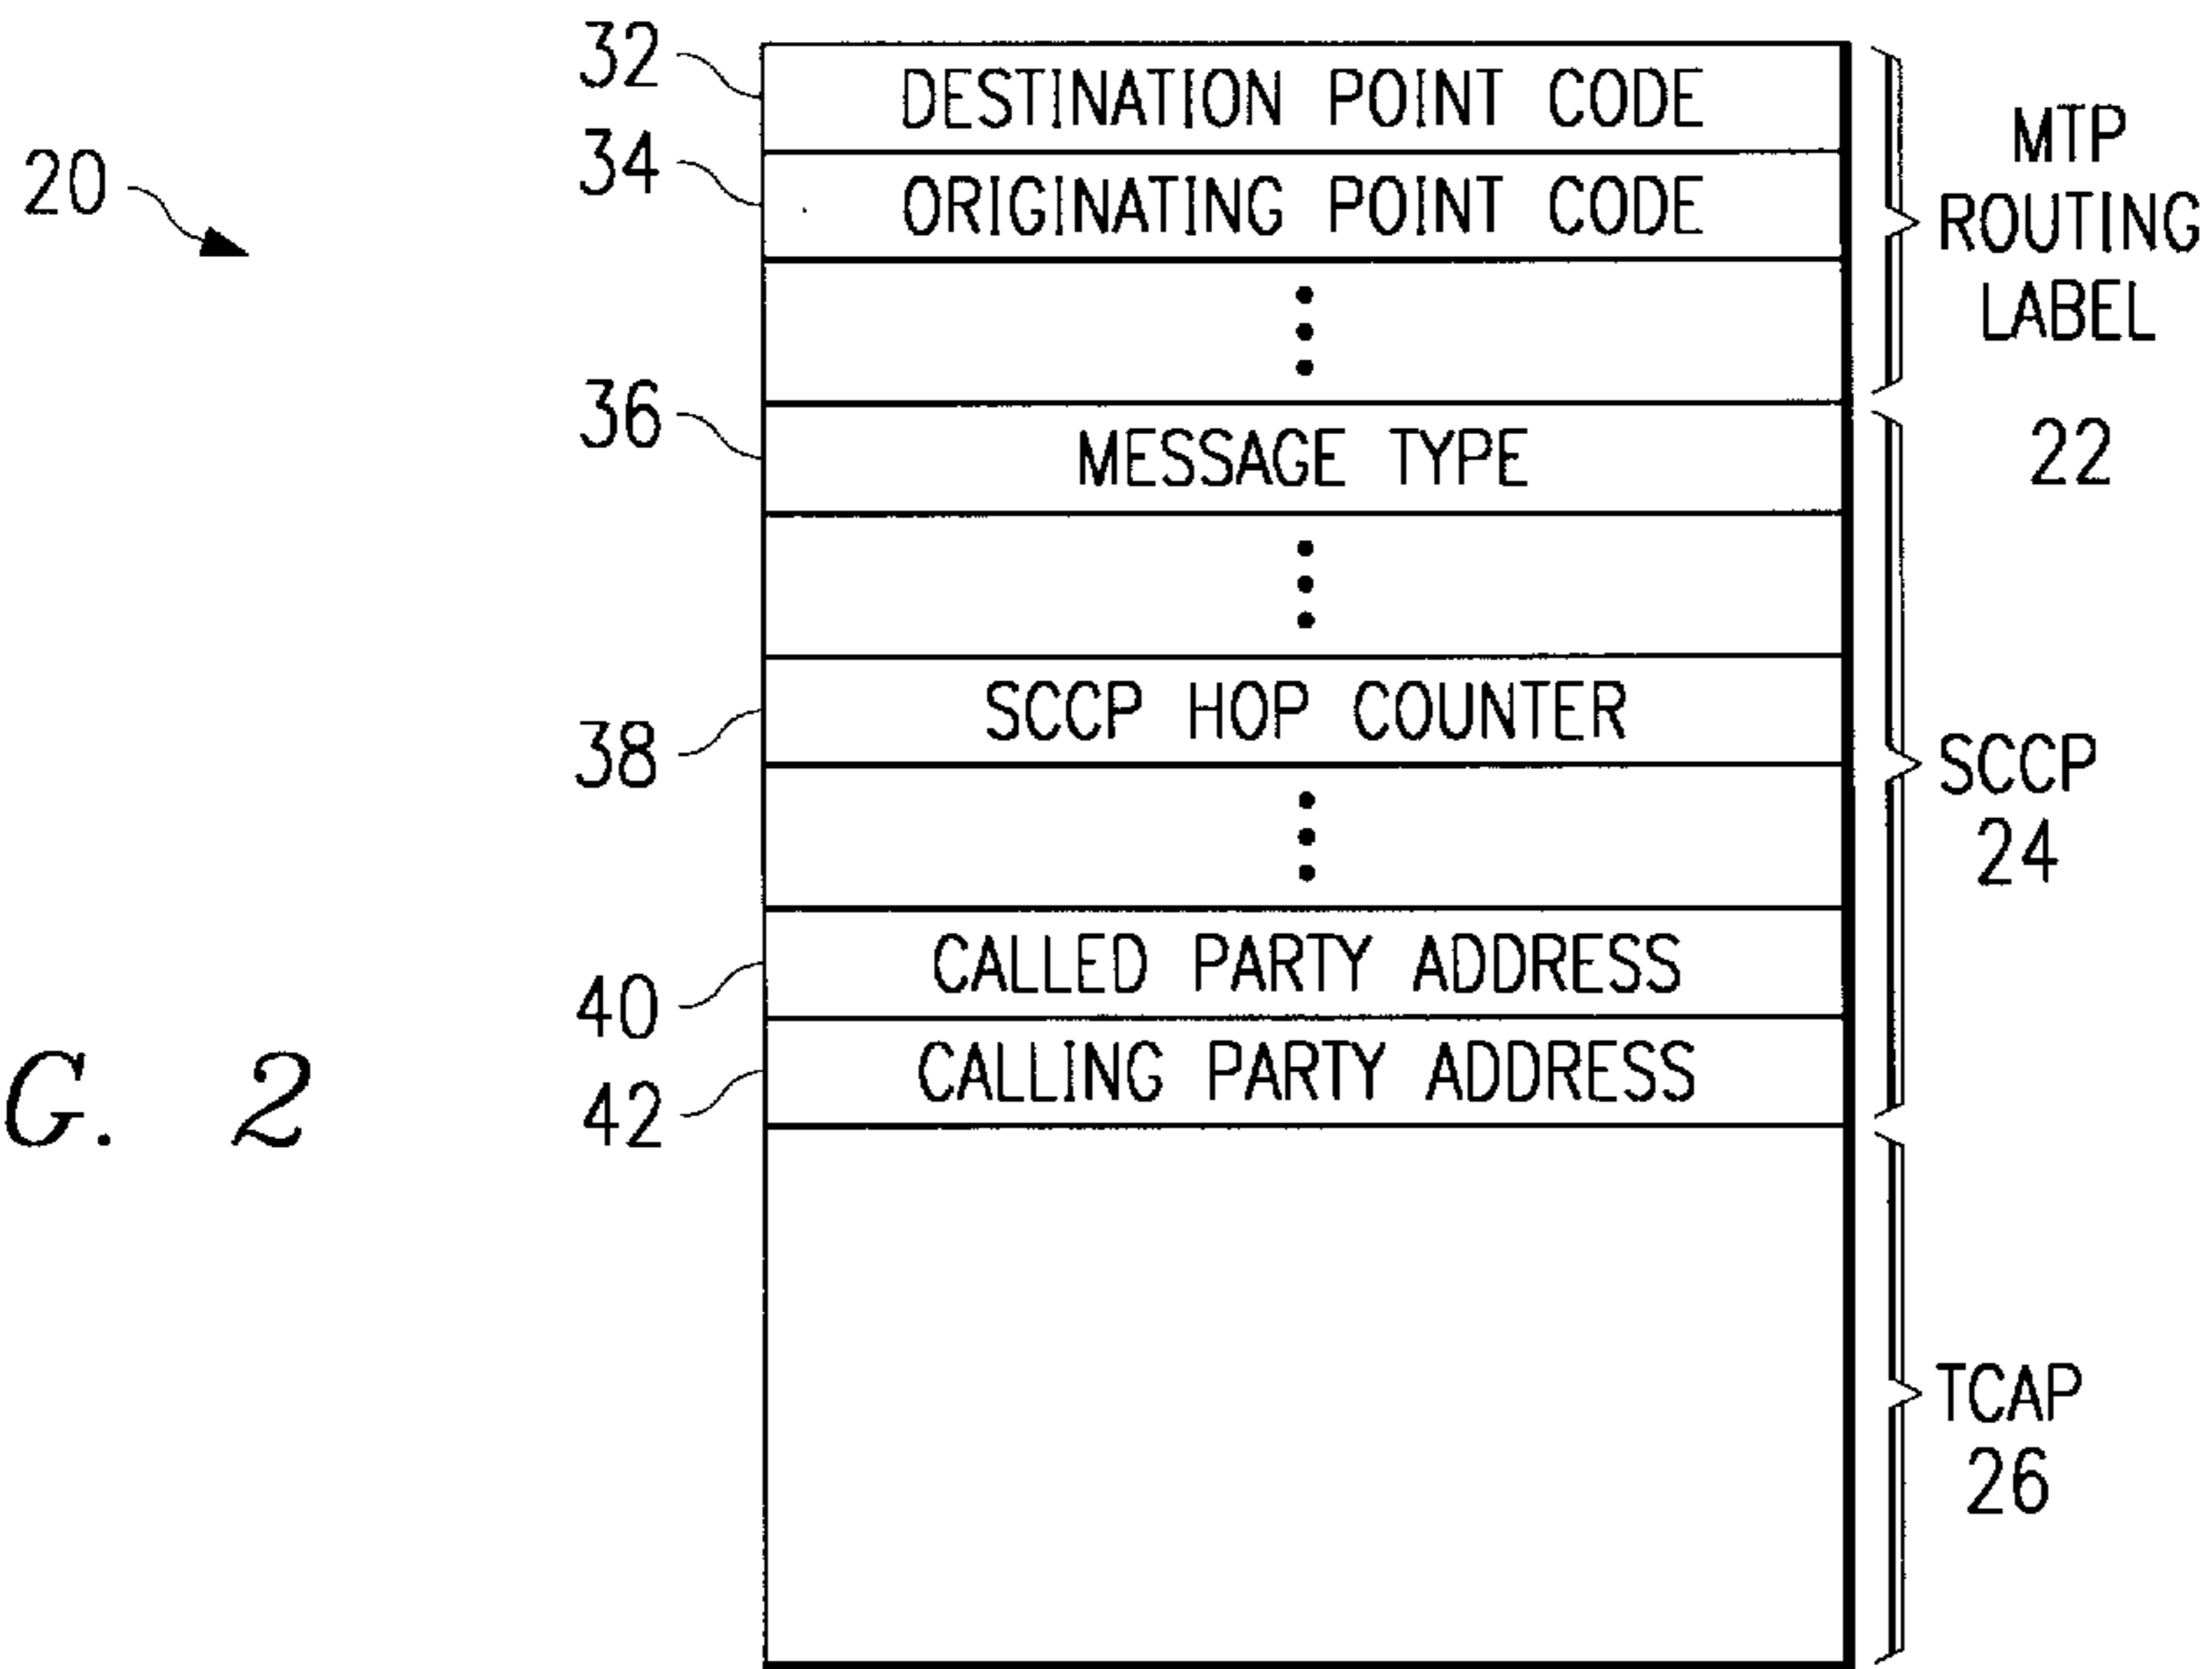 32
DESTINATION POINT CODE
34
ORIGINATING POINT CODE
20
MTP
ROUTING
LABEL
22
36
MESSAGE TYPE
38
SCCP HOP COUNTER
SCCP
24
40
CALLED PARTY ADDRESS
42
CALLING PARTY ADDRESS
G. 2
TCAP
26